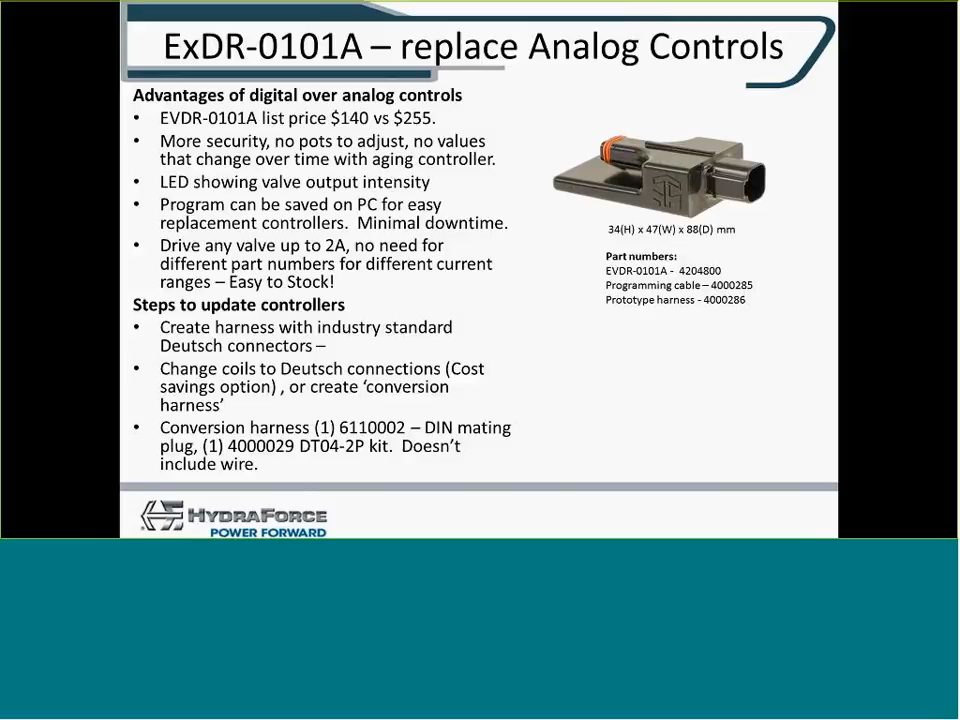 ExDR-0101A – replace Analog Controls
Advantages of digital over analog controls
• EVDR-0101A list price $140 vs $255.
• More security, no pots to adjust, no values
that change over time with aging controller.
• LED showing valve output intensity
• Program can be saved on PC for easy
replacement controllers.  Minimal downtime.
• Drive any valve up to 2A, no need for
different part numbers for different current
ranges – Easy to Stock!
Steps to update controllers
• Create harness with industry standard
Deutsch connectors –
• Change coils to Deutsch connections (Cost
savings option) , or create ‘conversion
harness’
• Conversion harness (1) 6110002 – DIN mating
plug, (1) 4000029 DT04-2P kit.  Doesn’t
include wire.
34(H) x 47(W) x 88(D) mm
Part numbers:
EVDR-0101A -  4204800
Programming cable – 4000285
Prototype harness - 4000286
HYDRAFORCE
POWER FORWARD